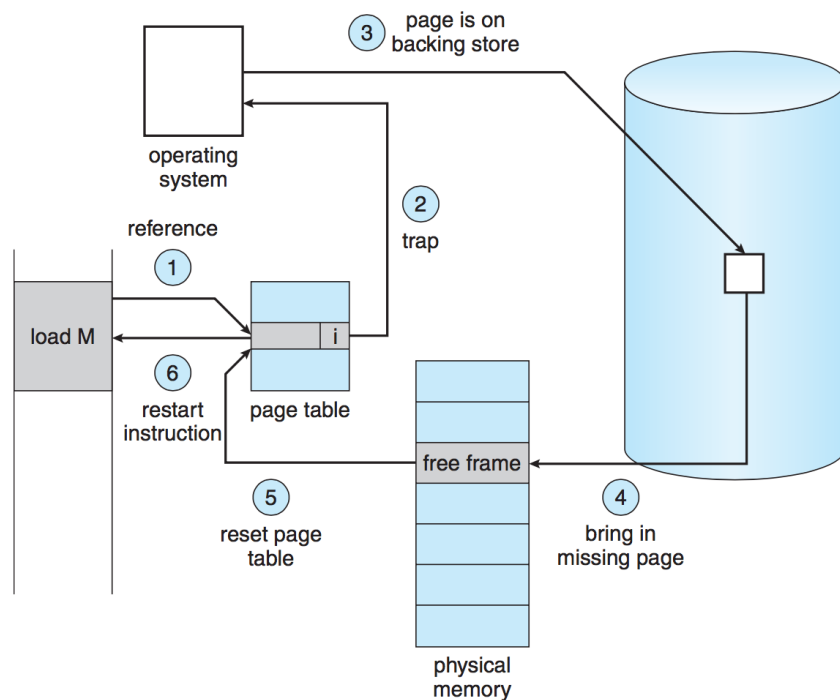 3
page is on
backing store
operating
system
2
trap
reference
1
load M
i
6
restart
instruction
page table
free frame
5
reset page
table
4
bring in
missing page
physical
memory